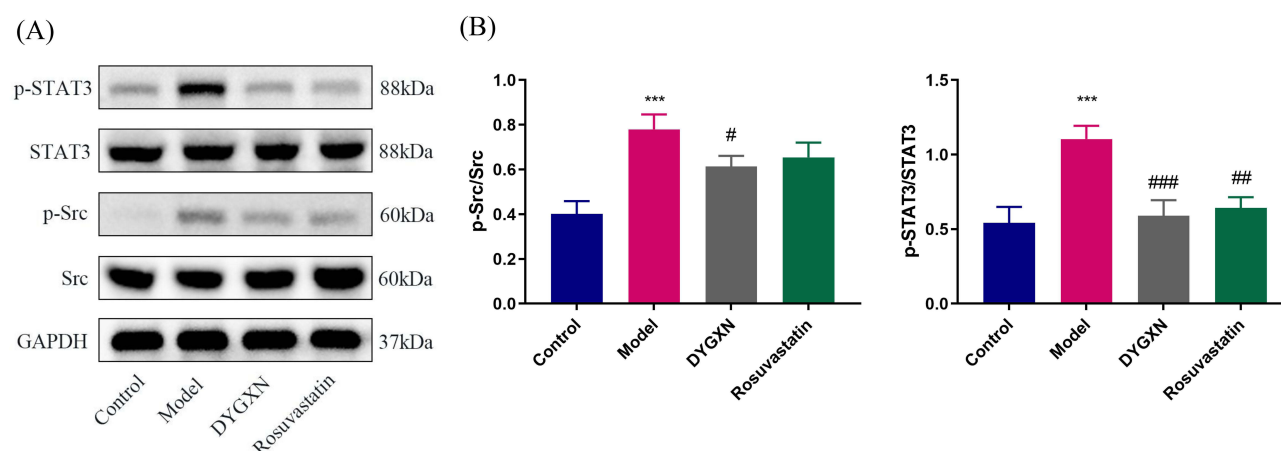 (A)
p-STAT3 88kDa
STAT3 88kDa
p-Src 60kDa
Src 60kDa
GAPDH 37kDa
Control Model DYGXN Rosuvastatin
(B)
p-Src/Src
1.0
0.8
0.6
0.4
0.2
0.0
***
#
Control Model DYGXN Rosuvastatin
p-STAT3/STAT3
1.5
1.0
0.5
0.0
***
###
##
Control Model DYGXN Rosuvastatin